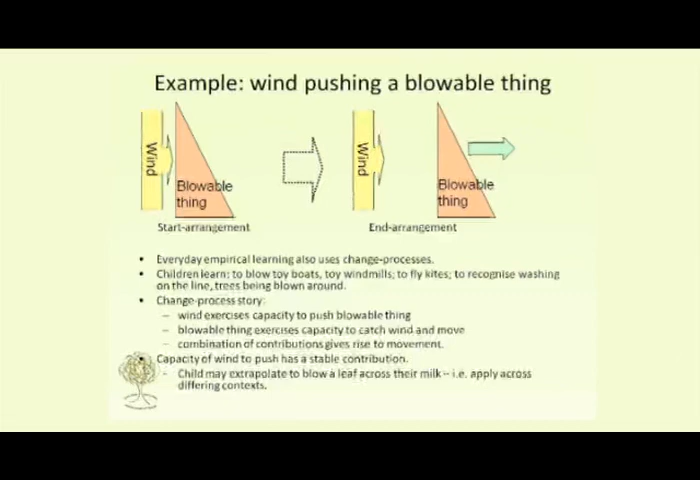 Example: wind pushing a blowable thing
Wind
Blowable
thing
Wind
Blowable
thing
Start-arrangement
End-arrangement
• Everyday empirical learning also uses change-processes.
• Children learn: to blow toy boats, toy windmills; to fly kites; to recognise washing
on the line, trees being blown around.
• Change-process story:
– wind exercises capacity to push blowable thing
– blowable thing exercises capacity to catch wind and move
– combination of contributions gives rise to movement.
Capacity of wind to push has a stable contribution.
- Child may extrapolate to blow a leaf across their milk – i.e. apply across
differing contexts.